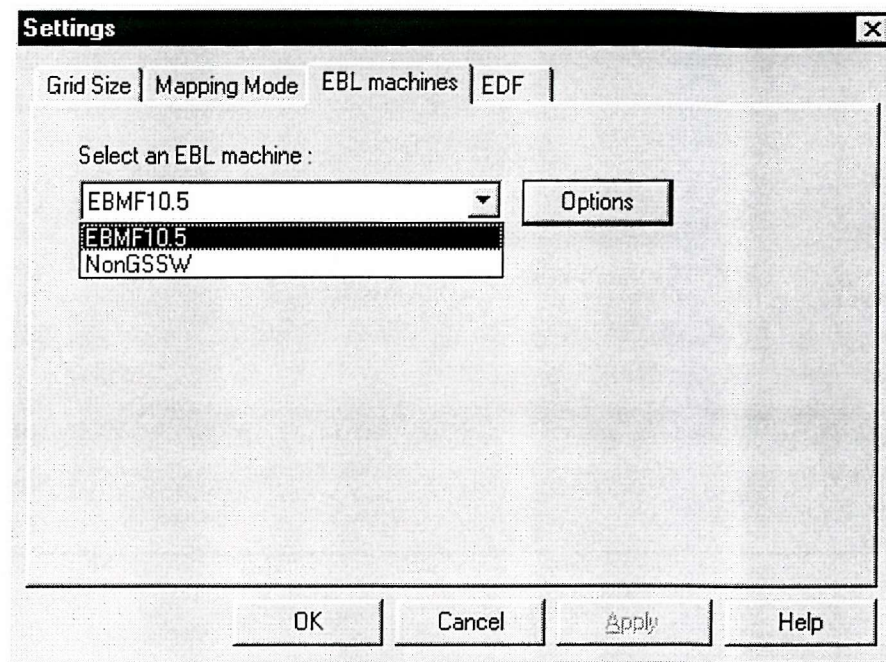 Settings
Grid Size Mapping Mode EBL machines EDF
Select an EBL machine :
EBMF10.5 Options
EBMF10.5
NonGSSW
OK Cancel Apply Help